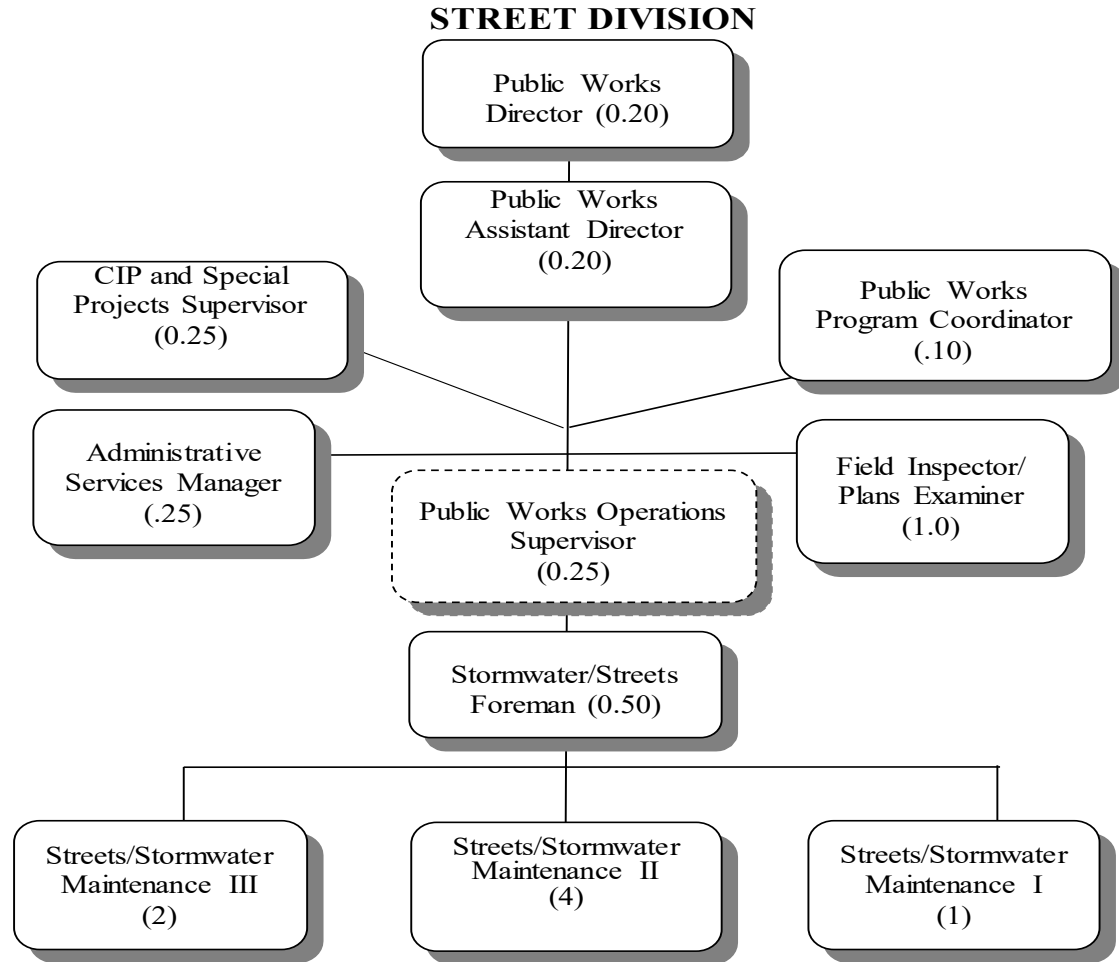 STREET DIVISION
Public Works
Director (0.20)
Public Works
Assistant Director
(0.20)
CIP and Special
Projects Supervisor
(0.25)
Public Works
Program Coordinator
(.10)
Administrative
Services Manager
(.25)
Field Inspector/
Plans Examiner
(1.0)
Public Works Operations
Supervisor
(0.25)
Stormwater/Streets
Foreman (0.50)
Streets/Stormwater
Maintenance III
(2)
Streets/Stormwater
Maintenance II
(4)
Streets/Stormwater
Maintenance I
(1)